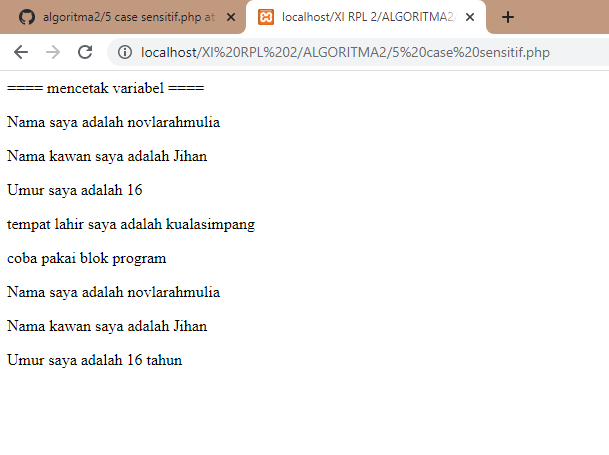 algoritma2/5 case sensitif.php at
localhost/XI RPL 2/ALGORITMA2/
localhost/XI%20RPL%202/ALGORITMA2/5%20case%20sensitif.php
==== mencetak variabel ====
Nama saya adalah novlarahmulia
Nama kawan saya adalah Jihan
Umur saya adalah 16
tempat lahir saya adalah kualasimpang
coba pakai blok program
Nama saya adalah novlarahmulia
Nama kawan saya adalah Jihan
Umur saya adalah 16 tahun